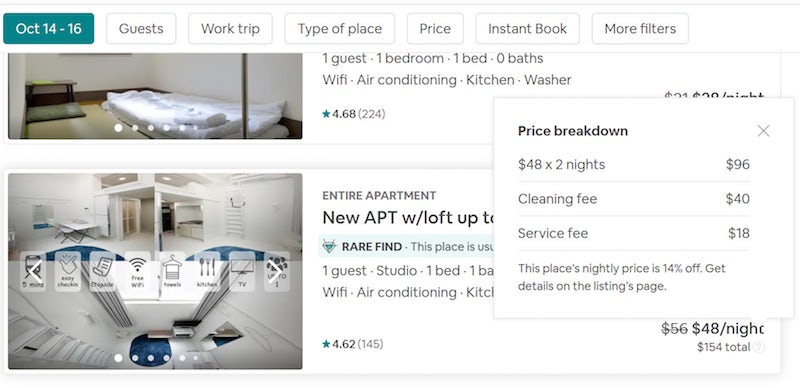 Oct 14 - 16
Guests
Work trip
Type of place
Price
Instant Book
More filters
1 guest · 1 bedroom · 1 bed · 0 baths
Wifi · Air conditioning · Kitchen · Washer
4.68 (224)
Price breakdown
$48 x 2 nights $96
Cleaning fee $40
Service fee $18
This place's nightly price is 14% off. Get
details on the listing's page.
ENTIRE APARTMENT
New APT w/loft up to
RARE FIND · This place is usu
1 guest · Studio · 1 bed · 1 ba
Wifi · Air conditioning · Kitc
4.62 (145)
$56 $48/night
$154 total
5 mins
easy
checkin
free
WiFi
towels
kitchen
TV